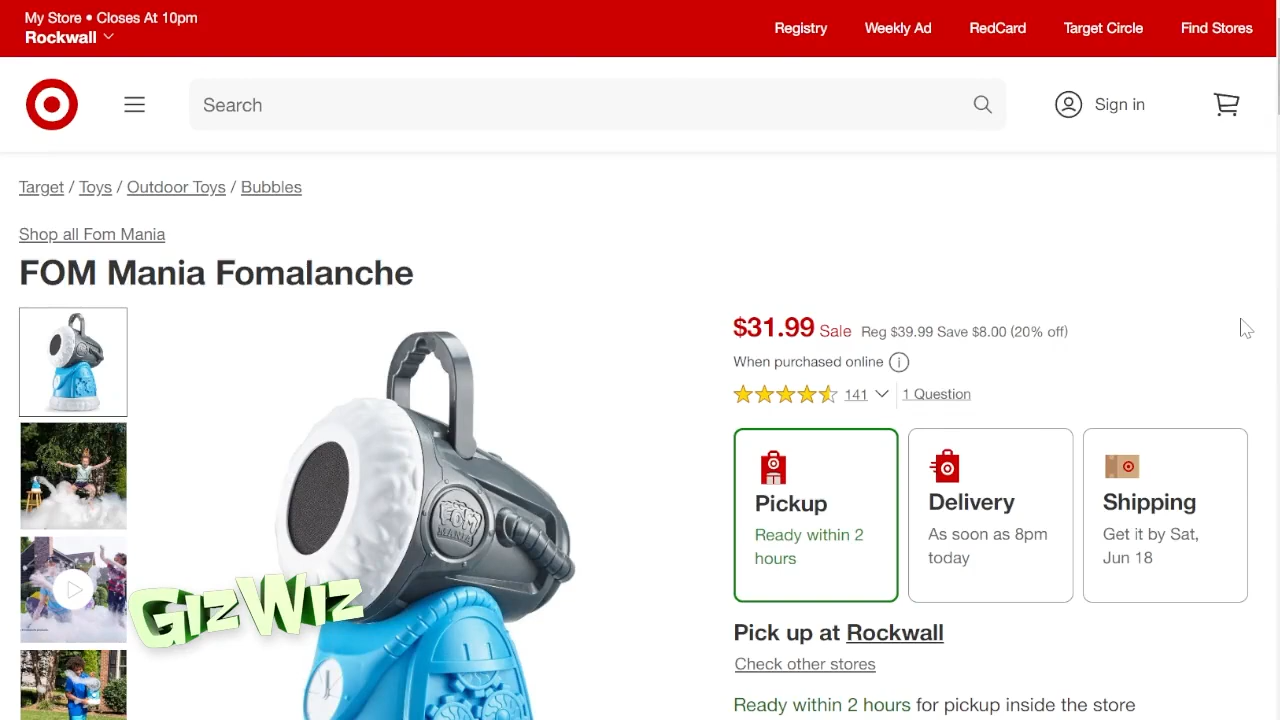 My Store • Closes At 10pm
Rockwall
Registry
Weekly Ad
RedCard
Target Circle
Find Stores
Search
Sign in
Target / Toys / Outdoor Toys / Bubbles
Shop all Fom Mania
FOM Mania Fomalanche
$31.99 Sale Reg $39.99 Save $8.00 (20% off)
When purchased online
141
1 Question
Pickup
Ready within 2
hours
Delivery
As soon as 8pm
today
Shipping
Get it by Sat,
Jun 18
Pick up at Rockwall
Check other stores
Ready within 2 hours for pickup inside the store
FOM
MANIA
GizWiz